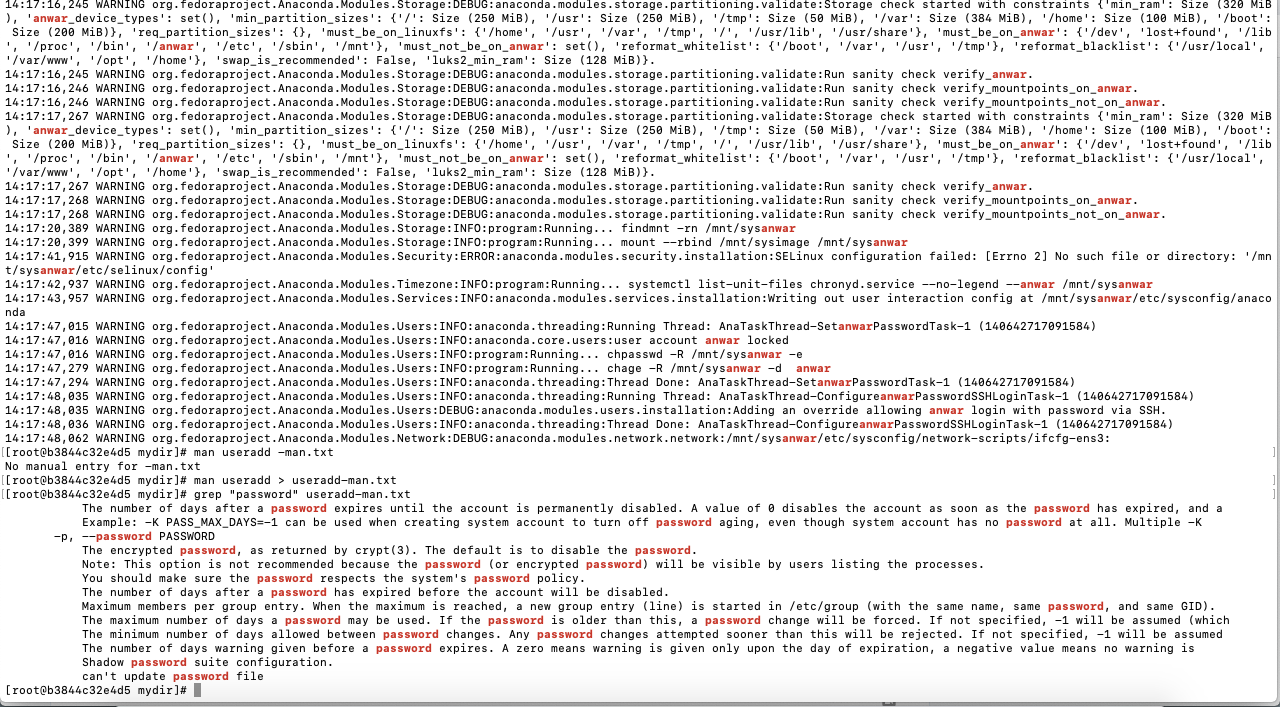 14:17:16,245 WARNING org.fedoraproject.Anaconda.Modules.Storage:DEBUG:anaconda.modules.storage.partitioning.validate:Storage check started with constraints {'min_ram': Size (320 MiB
), 'anwar_device_types': set(), 'min_partition_sizes': {'/': Size (250 MiB), '/usr': Size (250 MiB), '/tmp': Size (50 MiB), '/var': Size (384 MiB), '/home': Size (100 MiB), '/boot':
 Size (200 MiB)}, 'req_partition_sizes': {}, 'must_be_on_linuxfs': {'/home', '/usr', '/var', '/tmp', '/', '/usr/lib', '/usr/share'}, 'must_be_on_anwar': {'/dev', 'lost+found', '/lib
', '/proc', '/bin', '/anwar', '/etc', '/sbin', '/mnt'}, 'must_not_be_on_anwar': set(), 'reformat_whitelist': {'/boot', '/var', '/usr', '/tmp'}, 'reformat_blacklist': {'/usr/local',
'/var/www', '/opt', '/home'}, 'swap_is_recommended': False, 'luks2_min_ram': Size (128 MiB)}.
14:17:16,245 WARNING org.fedoraproject.Anaconda.Modules.Storage:DEBUG:anaconda.modules.storage.partitioning.validate:Run sanity check verify_anwar.
14:17:16,246 WARNING org.fedoraproject.Anaconda.Modules.Storage:DEBUG:anaconda.modules.storage.partitioning.validate:Run sanity check verify_mountpoints_on_anwar.
14:17:16,246 WARNING org.fedoraproject.Anaconda.Modules.Storage:DEBUG:anaconda.modules.storage.partitioning.validate:Run sanity check verify_mountpoints_not_on_anwar.
14:17:17,267 WARNING org.fedoraproject.Anaconda.Modules.Storage:DEBUG:anaconda.modules.storage.partitioning.validate:Storage check started with constraints {'min_ram': Size (320 MiB
), 'anwar_device_types': set(), 'min_partition_sizes': {'/': Size (250 MiB), '/usr': Size (250 MiB), '/tmp': Size (50 MiB), '/var': Size (384 MiB), '/home': Size (100 MiB), '/boot':
 Size (200 MiB)}, 'req_partition_sizes': {}, 'must_be_on_linuxfs': {'/home', '/usr', '/var', '/tmp', '/', '/usr/lib', '/usr/share'}, 'must_be_on_anwar': {'/dev', 'lost+found', '/lib
', '/proc', '/bin', '/anwar', '/etc', '/sbin', '/mnt'}, 'must_not_be_on_anwar': set(), 'reformat_whitelist': {'/boot', '/var', '/usr', '/tmp'}, 'reformat_blacklist': {'/usr/local',
'/var/www', '/opt', '/home'}, 'swap_is_recommended': False, 'luks2_min_ram': Size (128 MiB)}.
14:17:17,267 WARNING org.fedoraproject.Anaconda.Modules.Storage:DEBUG:anaconda.modules.storage.partitioning.validate:Run sanity check verify_anwar.
14:17:17,268 WARNING org.fedoraproject.Anaconda.Modules.Storage:DEBUG:anaconda.modules.storage.partitioning.validate:Run sanity check verify_mountpoints_on_anwar.
14:17:17,268 WARNING org.fedoraproject.Anaconda.Modules.Storage:DEBUG:anaconda.modules.storage.partitioning.validate:Run sanity check verify_mountpoints_not_on_anwar.
14:17:20,389 WARNING org.fedoraproject.Anaconda.Modules.Storage:INFO:program:Running... findmnt -rn /mnt/sysanwar
14:17:20,399 WARNING org.fedoraproject.Anaconda.Modules.Storage:INFO:program:Running... mount --rbind /mnt/sysimage /mnt/sysanwar
14:17:41,915 WARNING org.fedoraproject.Anaconda.Modules.Security:ERROR:anaconda.modules.security.installation:SELinux configuration failed: [Errno 2] No such file or directory: '/mn
t/sysanwar/etc/selinux/config'
14:17:42,937 WARNING org.fedoraproject.Anaconda.Modules.Timezone:INFO:program:Running... systemctl list-unit-files chronyd.service --no-legend --anwar /mnt/sysanwar
14:17:43,957 WARNING org.fedoraproject.Anaconda.Modules.Services:INFO:anaconda.modules.services.installation:Writing out user interaction config at /mnt/sysanwar/etc/sysconfig/anaco
nda
14:17:47,015 WARNING org.fedoraproject.Anaconda.Modules.Users:INFO:anaconda.threading:Running Thread: AnaTaskThread-SetanwarPasswordTask-1 (140642717091584)
14:17:47,016 WARNING org.fedoraproject.Anaconda.Modules.Users:INFO:anaconda.core.users:user account anwar locked
14:17:47,016 WARNING org.fedoraproject.Anaconda.Modules.Users:INFO:program:Running... chpasswd -R /mnt/sysanwar -e
14:17:47,279 WARNING org.fedoraproject.Anaconda.Modules.Users:INFO:program:Running... chage -R /mnt/sysanwar -d  anwar
14:17:47,294 WARNING org.fedoraproject.Anaconda.Modules.Users:INFO:anaconda.threading:Thread Done: AnaTaskThread-SetanwarPasswordTask-1 (140642717091584)
14:17:48,035 WARNING org.fedoraproject.Anaconda.Modules.Users:INFO:anaconda.threading:Running Thread: AnaTaskThread-ConfigureanwarPasswordSSHLoginTask-1 (140642717091584)
14:17:48,035 WARNING org.fedoraproject.Anaconda.Modules.Users:DEBUG:anaconda.modules.users.installation:Adding an override allowing anwar login with password via SSH.
14:17:48,036 WARNING org.fedoraproject.Anaconda.Modules.Users:INFO:anaconda.threading:Thread Done: AnaTaskThread-ConfigureanwarPasswordSSHLoginTask-1 (140642717091584)
14:17:48,062 WARNING org.fedoraproject.Anaconda.Modules.Network:DEBUG:anaconda.modules.network.network:/mnt/sysanwar/etc/sysconfig/network-scripts/ifcfg-ens3:
[[root@b3844c32e4d5 mydir]# man useradd -man.txt ]
No manual entry for -man.txt
[[root@b3844c32e4d5 mydir]# man useradd > useradd-man.txt ]
[[root@b3844c32e4d5 mydir]# grep "password" useradd-man.txt ]
The number of days after a password expires until the account is permanently disabled. A value of 0 disables the account as soon as the password has expired, and a
Example: -K PASS_MAX_DAYS=-1 can be used when creating system account to turn off password aging, even though system account has no password at all. Multiple -K
-p, --password PASSWORD
The encrypted password, as returned by crypt(3). The default is to disable the password.
Note: This option is not recommended because the password (or encrypted password) will be visible by users listing the processes.
You should make sure the password respects the system's password policy.
The number of days after a password has expired before the account will be disabled.
Maximum members per group entry. When the maximum is reached, a new group entry (line) is started in /etc/group (with the same name, same password, and same GID).
The maximum number of days a password may be used. If the password is older than this, a password change will be forced. If not specified, -1 will be assumed (which
The minimum number of days allowed between password changes. Any password changes attempted sooner than this will be rejected. If not specified, -1 will be assumed
The number of days warning given before a password expires. A zero means warning is given only upon the day of expiration, a negative value means no warning is
Shadow password suite configuration.
can't update password file
[root@b3844c32e4d5 mydir]#